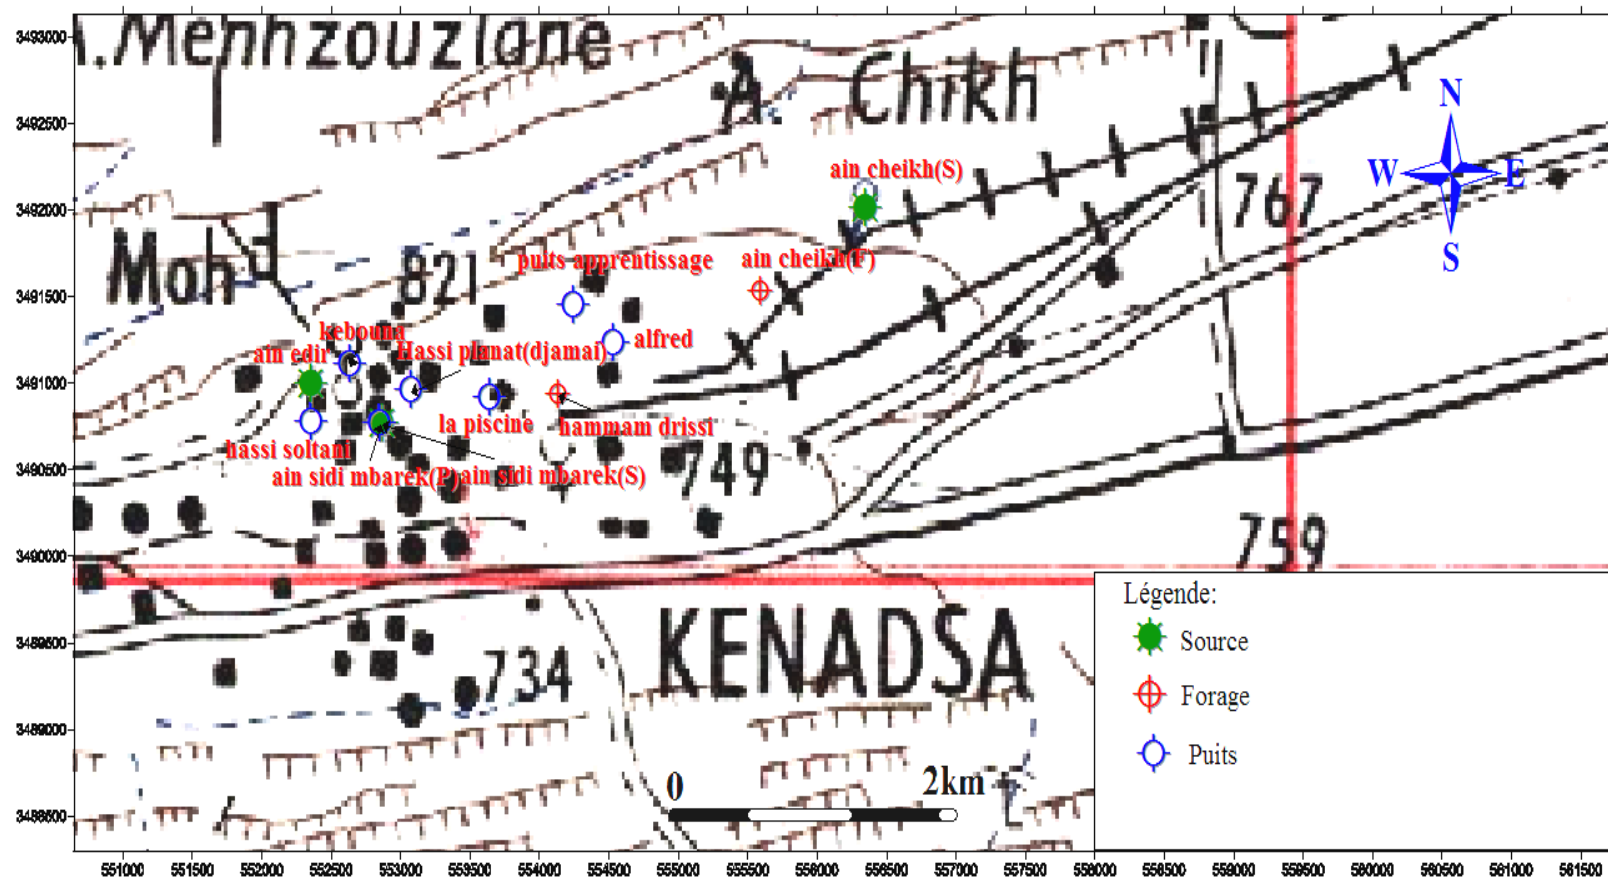 3493000
3492500
3492000
3491500
3491000
3490500
3490000
3489500
3489000
3488500
Menhzouzlane
A. Chikh
N
W
E
S
ain cheikh(S)
767
Moh
821
puits apprentissage
ain cheikh(F)
kebouna
ain edir
Hassi planat(djamai)
alfred
la piscine
hammam drissi
hassi soltani
749
ain sidi mbarek(P)
ain sidi mbarek(S)
759
Légende:
Source
Forage
Puits
KENADSA
734
0
2km
551000
551500
552000
552500
553000
553500
554000
554500
555000
555500
556000
556500
557000
557500
558000
558500
559000
559500
560000
560500
561000
561500